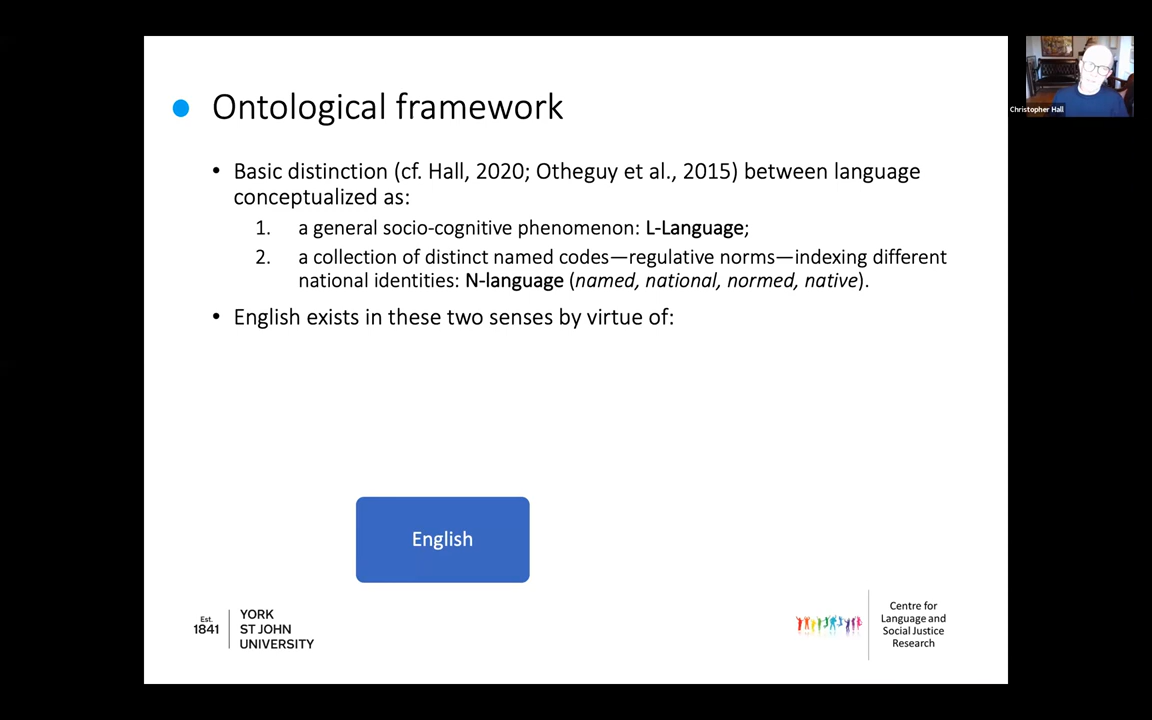 Ontological framework
• Basic distinction (cf. Hall, 2020; Otheguy et al., 2015) between language
conceptualized as:
1. a general socio-cognitive phenomenon: L-Language;
2. a collection of distinct named codes—regulative norms—indexing different
national identities: N-language (named, national, normed, native).
• English exists in these two senses by virtue of:
English
Est.
1841
YORK
ST JOHN
UNIVERSITY
Centre for
Language and
Social Justice
Research
Christopher Hall